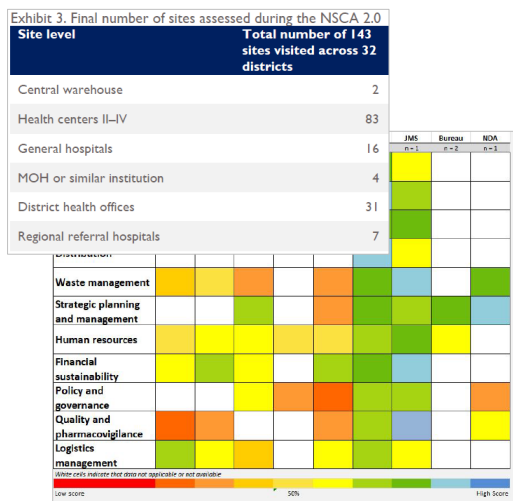 Exhibit 3. Final number of sites assessed during the NSCA 2.0
Site level
Total number of 143
sites visited across 32
districts
Central warehouse 2
Health centers II–IV 83
General hospitals 16
MOH or similar institution 4
District health offices 31
Regional referral hospitals 7
JMS Bureau NDA
n = 1 n = 2 n = 1
Distribution
Waste management
Strategic planning
and management
Human resources
Financial
sustainability
Policy and
governance
Quality and
pharmacovigilance
Logistics
management
White cells indicate that data not applicable or not available
Low score 50% High Score